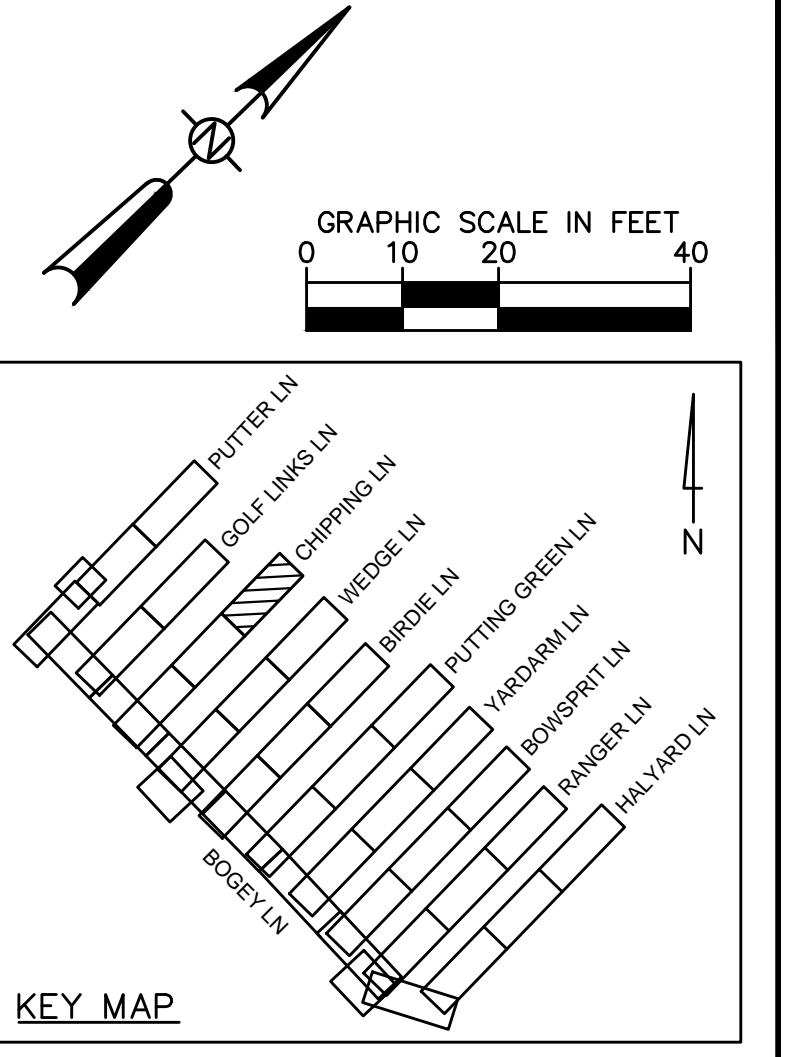 N
GRAPHIC SCALE IN FEET
0 10 20 40
PUTTER LN
GOLF LINKS LN
CHIPPING LN
WEDGE LN
BIRDIE LN
PUTTING GREEN LN
YARDARM LN
BOWSPRIT LN
RANGER LN
HALYARD LN
N
BOGEY LN
KEY MAP